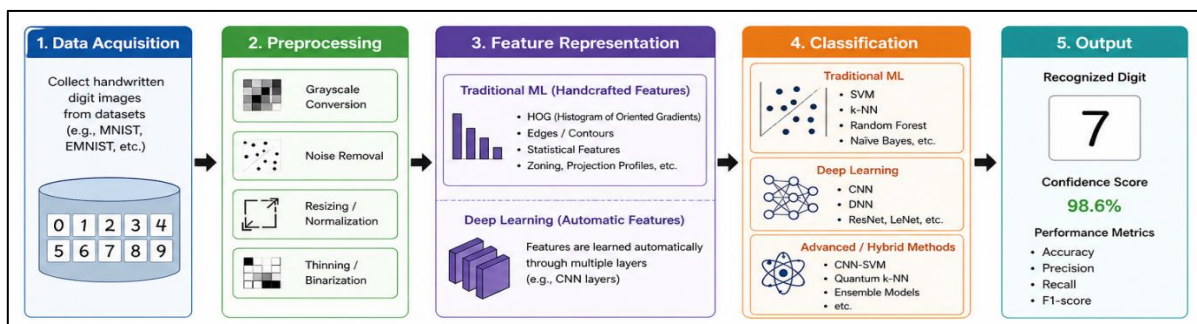 1. Data Acquisition
Collect handwritten
digit images
from datasets
(e.g., MNIST,
EMNIST, etc.)
0 1 2 3 4
5 6 7 8 9
2. Preprocessing
Grayscale
Conversion
Noise Removal
Resizing /
Normalization
Thinning /
Binarization
3. Feature Representation
Traditional ML (Handcrafted Features)
• HOG (Histogram of Oriented Gradients)
• Edges / Contours
• Statistical Features
• Zoning, Projection Profiles, etc.
Deep Learning (Automatic Features)
Features are learned automatically
through multiple layers
(e.g., CNN layers)
4. Classification
Traditional ML
• SVM
• k-NN
• Random Forest
• Naïve Bayes, etc.
Deep Learning
• CNN
• DNN
• ResNet, LeNet, etc.
Advanced / Hybrid Methods
• CNN-SVM
• Quantum k-NN
• Ensemble Models
• etc.
5. Output
Recognized Digit
7
Confidence Score
98.6%
Performance Metrics
• Accuracy
• Precision
• Recall
• F1-score